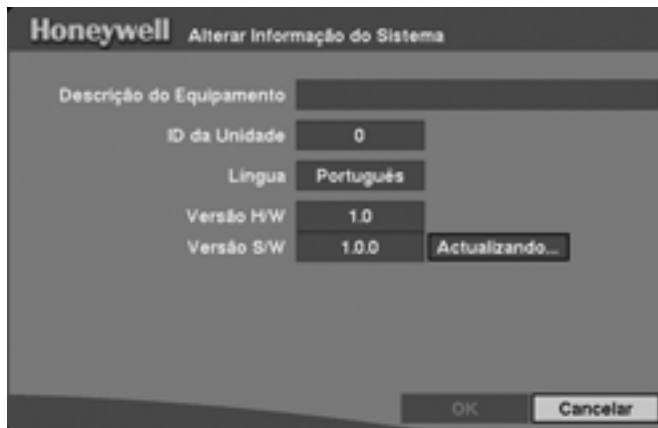 Honeywell Alterar Informação do Sistema
Descrição do Equipamento
ID da Unidade 0
Língua Português
Versão H/W 1.0
Versão S/W 1.0.0 Actualizando...
OK Cancelar